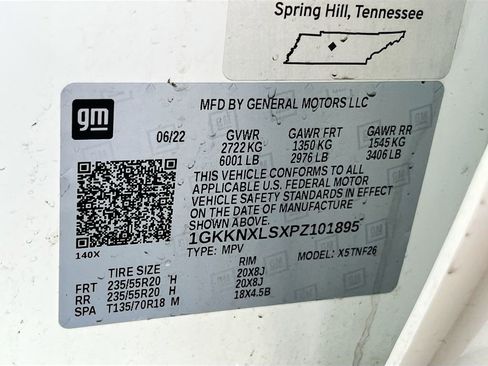 Spring Hill, Tennessee
gm
MFD BY GENERAL MOTORS LLC
06/22 GVWR GAWR FRT GAWR RR
2722 KG 1350 KG 1545 KG
6001 LB 2976 LB 3406 LB
THIS VEHICLE CONFORMS TO ALL
APPLICABLE U.S. FEDERAL MOTOR
VEHICLE SAFETY STANDARDS IN EFFECT
ON THE DATE OF MANUFACTURE
SHOWN ABOVE.
1GKKNXLSXPZ101895
140X TYPE: MPV MODEL: X5TNF26
TIRE SIZE RIM
FRT 235/55R20 H 20X8J
RR 235/55R20 H 20X8J
SPA T135/70R18 M 18X4.5B